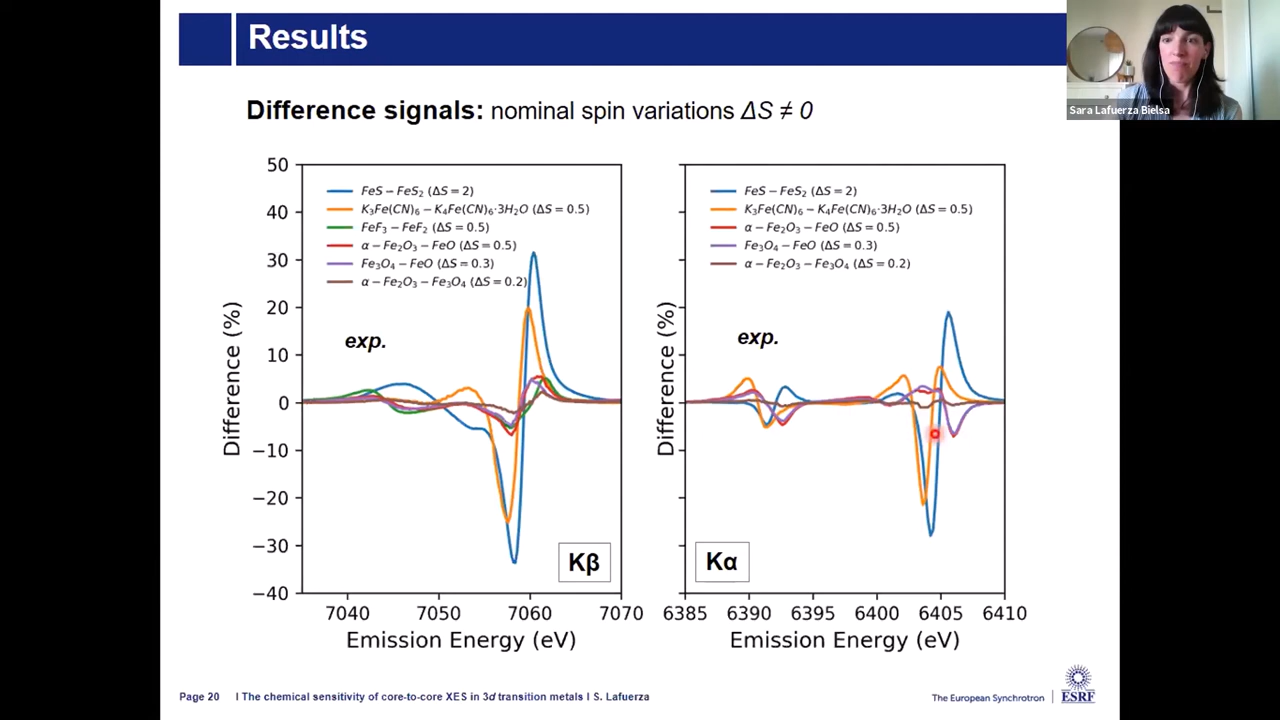 Results
Sara Lafuerza Bielsa
Difference signals: nominal spin variations ΔS ≠ 0
50
40
30
20
10
0
−10
−20
−30
−40
Difference (%)
FeS − FeS₂ (ΔS = 2)
K₃Fe(CN)₆ − K₄Fe(CN)₆·3H₂O (ΔS = 0.5)
FeF₃ − FeF₂ (ΔS = 0.5)
α − Fe₂O₃ − FeO (ΔS = 0.5)
Fe₃O₄ − FeO (ΔS = 0.3)
α − Fe₂O₃ − Fe₃O₄ (ΔS = 0.2)
exp.
Kβ
7040 7050 7060 7070
Emission Energy (eV)
Difference (%)
FeS − FeS₂ (ΔS = 2)
K₃Fe(CN)₆ − K₄Fe(CN)₆·3H₂O (ΔS = 0.5)
α − Fe₂O₃ − FeO (ΔS = 0.5)
Fe₃O₄ − FeO (ΔS = 0.3)
α − Fe₂O₃ − Fe₃O₄ (ΔS = 0.2)
exp.
Kα
6385 6390 6395 6400 6405 6410
Emission Energy (eV)
Page 20 l The chemical sensitivity of core-to-core XES in 3d transition metals l S. Lafuerza
The European Synchrotron
ESRF